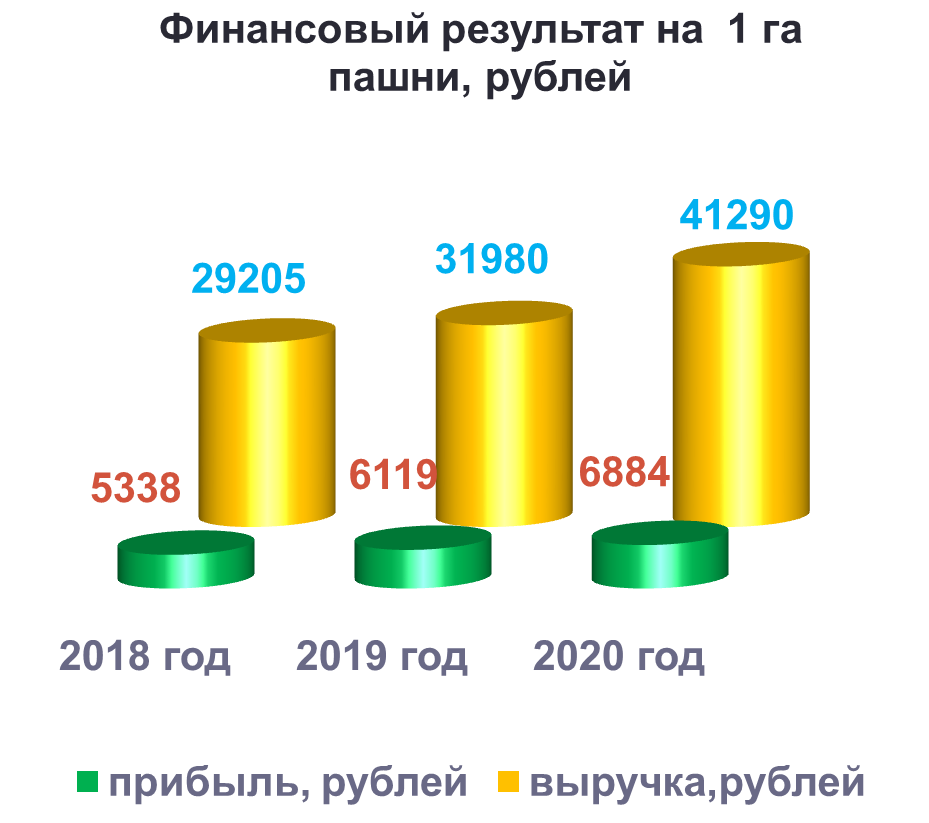 Финансовый результат на 1 га
пашни, рублей
41290
31980
29205
5338
6119
6884
2018 год 2019 год 2020 год
прибыль, рублей выручка,рублей